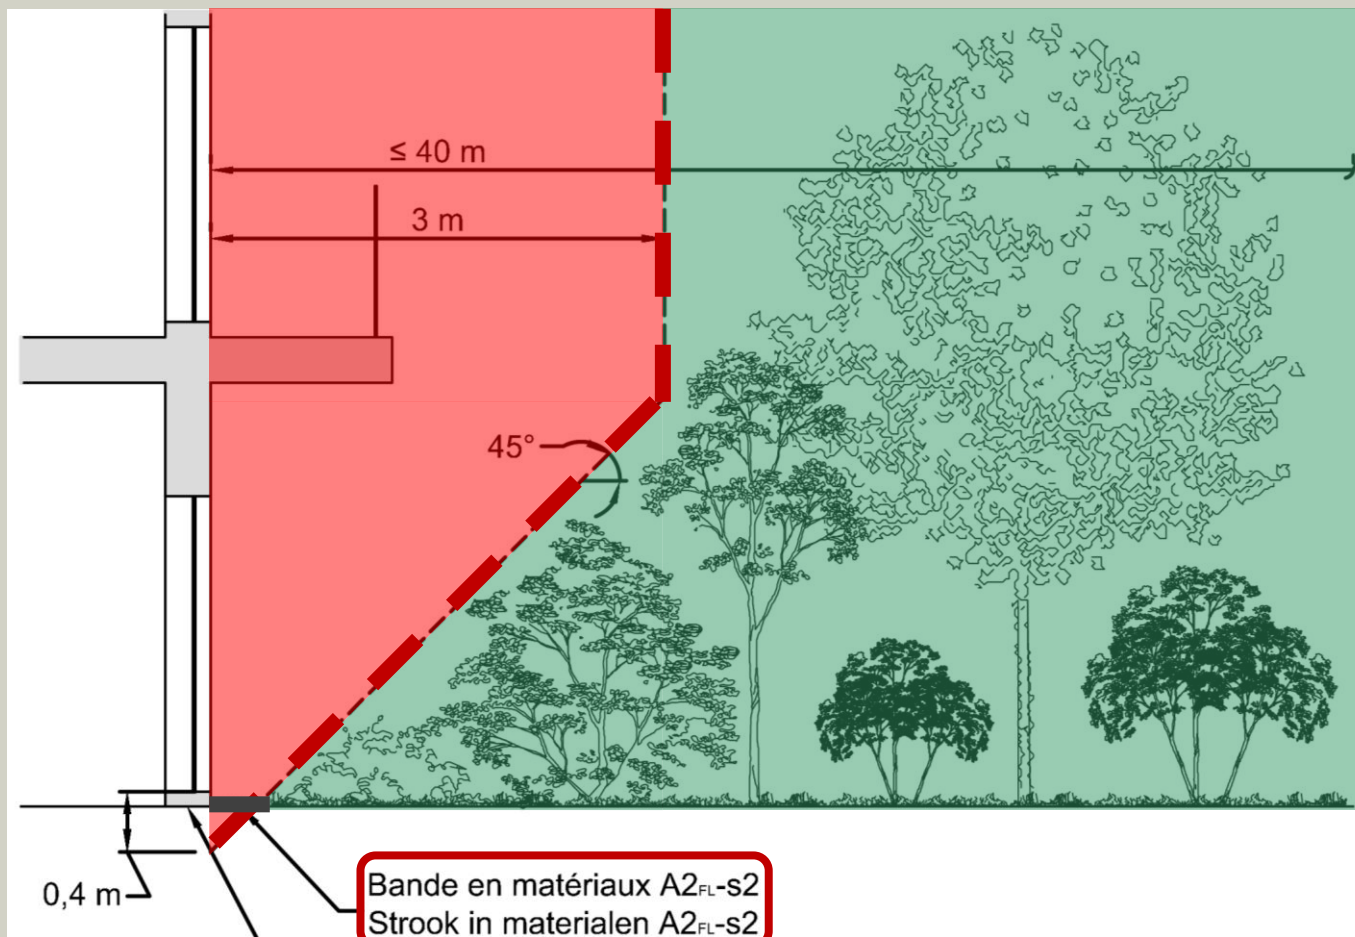 ≤ 40 m
3 m
45°
0,4 m
Bande en matériaux A2FL-s2
Strook in materialen A2FL-s2